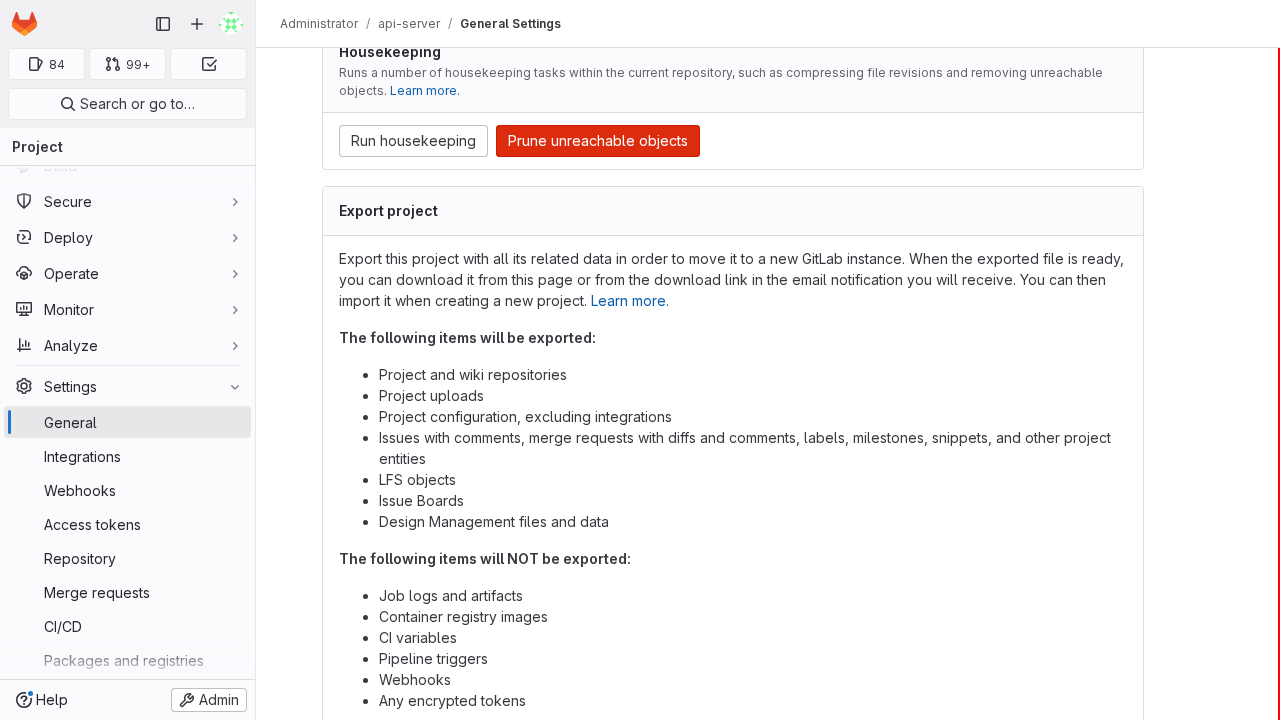 Administrator / api-server / General Settings
84
99+
Search or go to…
Project
Build
Secure
Deploy
Operate
Monitor
Analyze
Settings
General
Integrations
Webhooks
Access tokens
Repository
Merge requests
CI/CD
Packages and registries
Help
Admin
Housekeeping
Runs a number of housekeeping tasks within the current repository, such as compressing file revisions and removing unreachable
objects. Learn more.
Run housekeeping
Prune unreachable objects
Export project
Export this project with all its related data in order to move it to a new GitLab instance. When the exported file is ready,
you can download it from this page or from the download link in the email notification you will receive. You can then
import it when creating a new project. Learn more.
The following items will be exported:
• Project and wiki repositories
• Project uploads
• Project configuration, excluding integrations
• Issues with comments, merge requests with diffs and comments, labels, milestones, snippets, and other project
entities
• LFS objects
• Issue Boards
• Design Management files and data
The following items will NOT be exported:
• Job logs and artifacts
• Container registry images
• CI variables
• Pipeline triggers
• Webhooks
• Any encrypted tokens